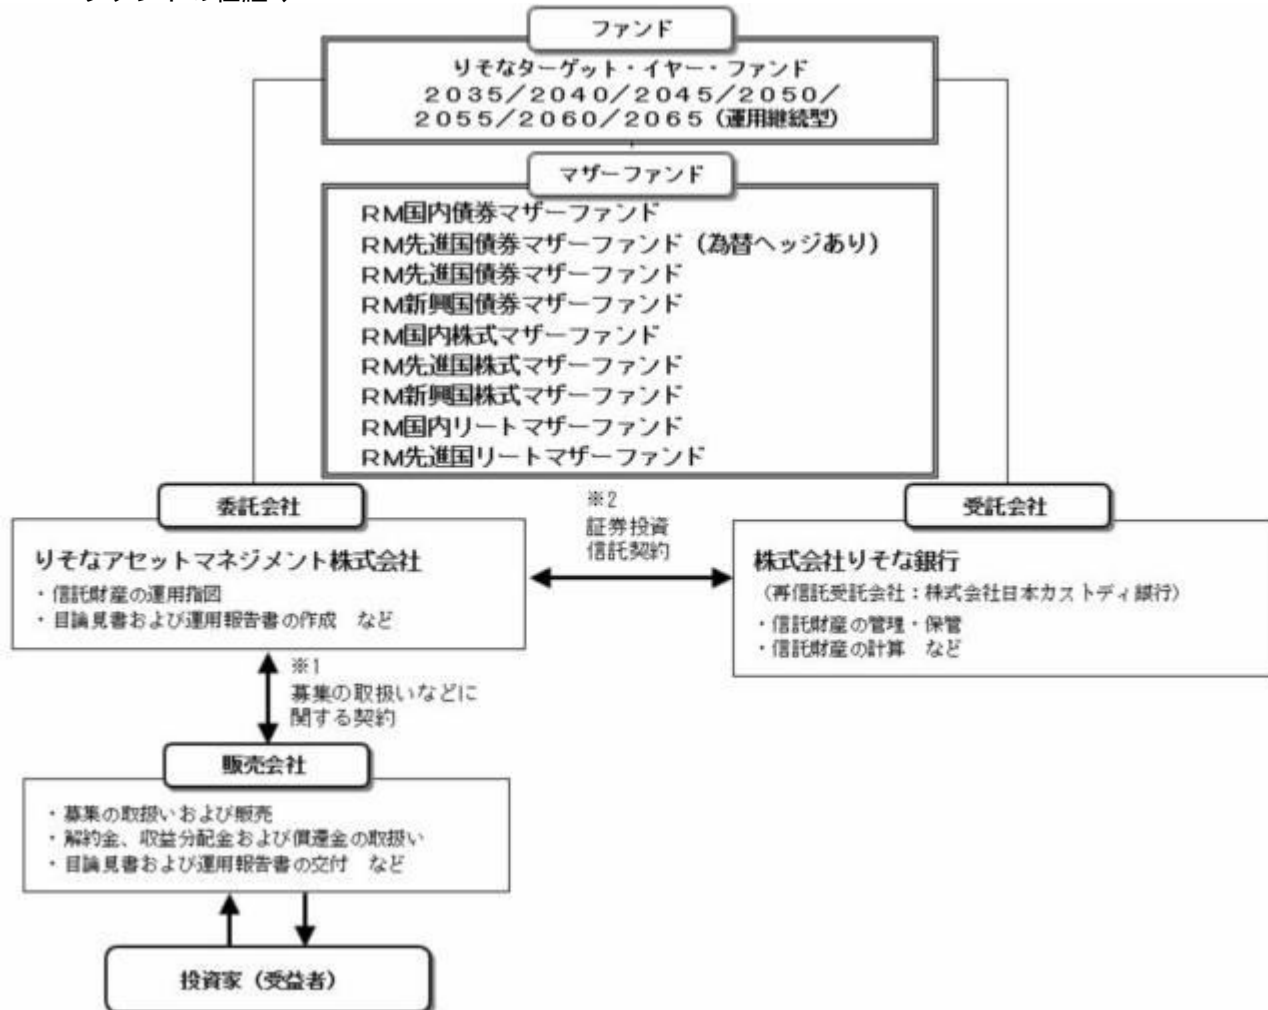 ファンド
りそなターゲット・イヤー・ファンド
２０３５／２０４０／２０４５／２０５０／
２０５５／２０６０／２０６５（運用継続型）
マザーファンド
ＲＭ国内債券マザーファンド
ＲＭ先進国債券マザーファンド（為替ヘッジあり）
ＲＭ先進国債券マザーファンド
ＲＭ新興国債券マザーファンド
ＲＭ国内株式マザーファンド
ＲＭ先進国株式マザーファンド
ＲＭ新興国株式マザーファンド
ＲＭ国内リートマザーファンド
ＲＭ先進国リートマザーファンド
委託会社
りそなアセットマネジメント株式会社
・信託財産の運用指図
・目論見書および運用報告書の作成　など
※2
証券投資
信託契約
受託会社
株式会社りそな銀行
（再信託受託会社：株式会社日本カストディ銀行）
・信託財産の管理・保管
・信託財産の計算　など
※1
募集の取扱いなどに
関する契約
販売会社
・募集の取扱いおよび販売
・解約金、収益分配金および償還金の取扱い
・目論見書および運用報告書の交付　など
投資家（受益者）